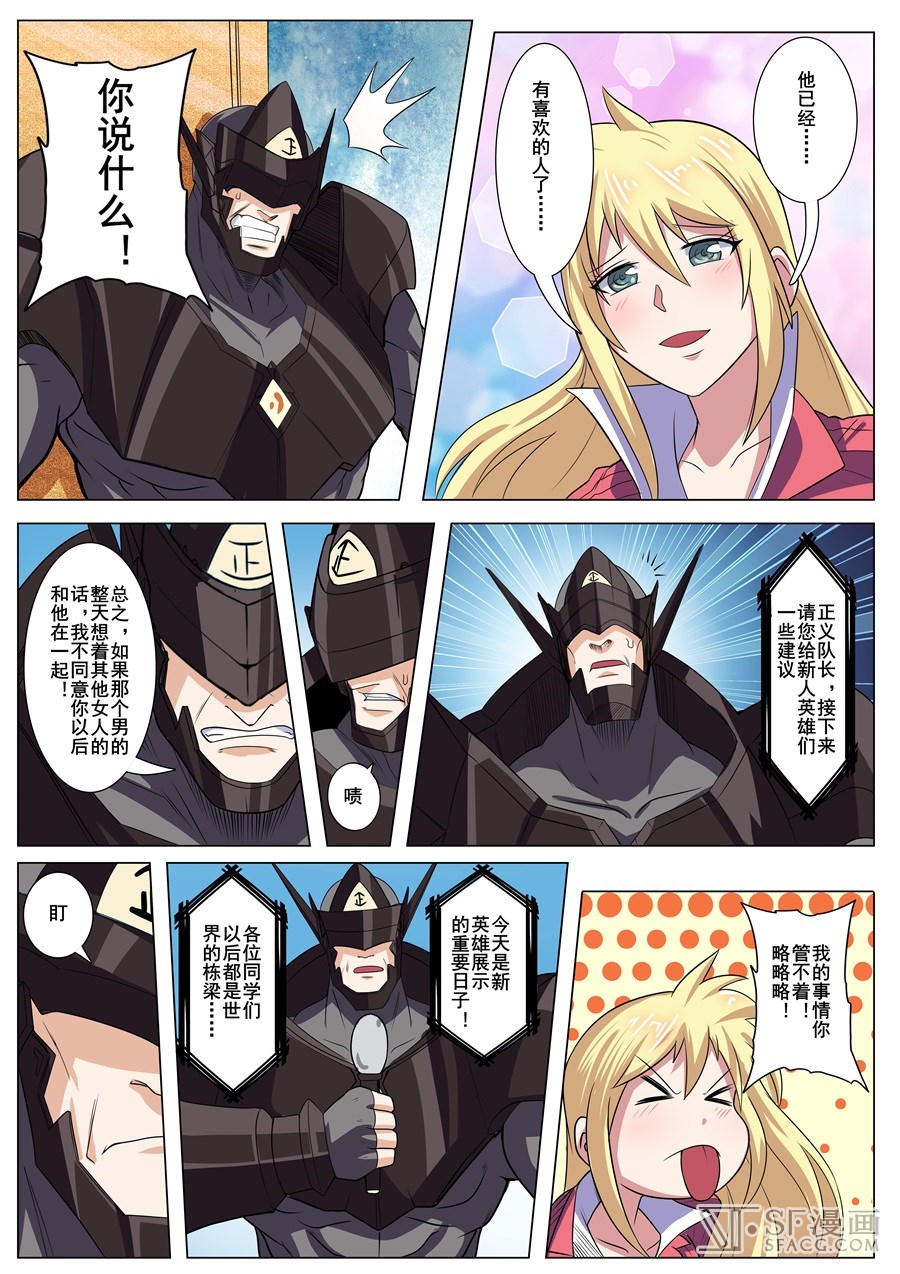 他已经……
有喜欢的
人了……
你说什么！
正义队长，接下来
请您给新人英雄们
一些建议
正
啧
正
总之，如果那个男的
整天想着其他女人的
话，我不同意你以后
和他在一起！
正
我的事情你
管不着！
略略略！
今天是新
英雄展示
的重要日子！
各位同学们
以后都是世
界的栋梁……
盯
SF漫画
SFACG.COM